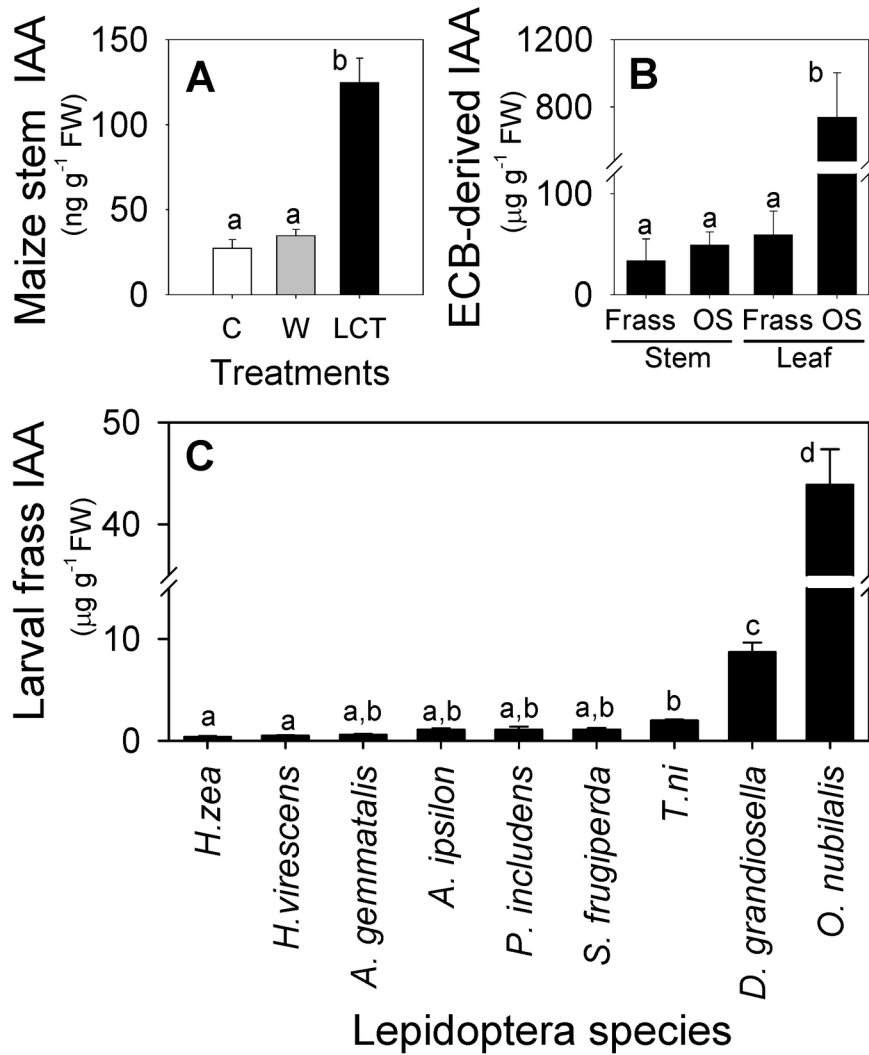 A
Maize stem IAA
(ng g⁻¹ FW)
150
100
50
0
a
a
b
C
W
LCT
Treatments
B
ECB-derived IAA
(µg g⁻¹ FW)
1200
800
100
0
a
a
a
b
Frass OS Frass OS
Stem Leaf
C
Larval frass IAA
(µg g⁻¹ FW)
50
40
10
0
a
a
a,b
a,b
a,b
a,b
b
c
d
H.zea
H.virescens
A. gemmatalis
A. ipsilon
P. includens
S. frugiperda
T.ni
D. grandiosella
O. nubilalis
Lepidoptera species